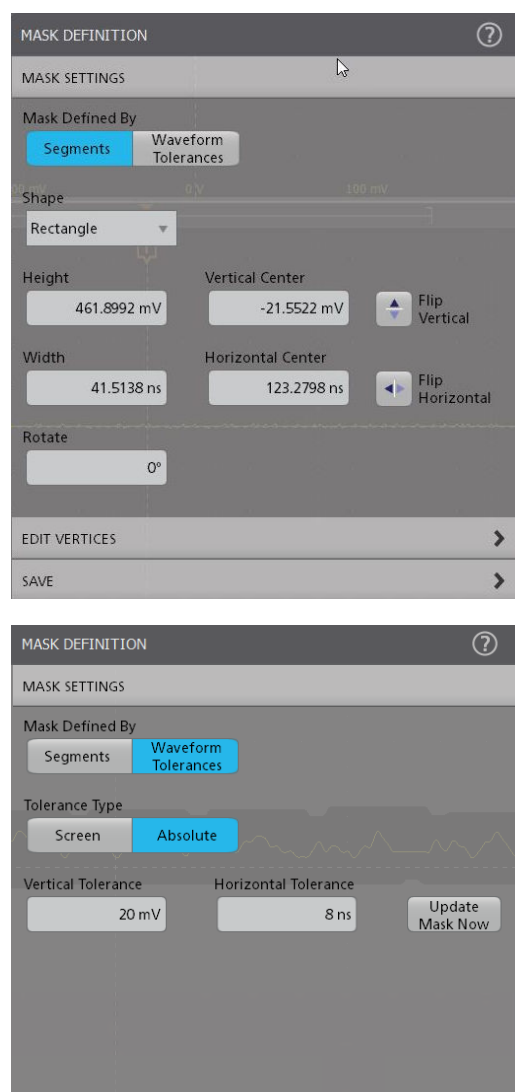 MASK DEFINITION
?
MASK SETTINGS
Mask Defined By
Segments
Waveform
Tolerances
0 V
100 mV
Shape
Rectangle
Height
Vertical Center
461.8992 mV
-21.5522 mV
Flip
Vertical
Width
Horizontal Center
41.5138 ns
123.2798 ns
Flip
Horizontal
Rotate
0°
EDIT VERTICES
SAVE
MASK DEFINITION
?
MASK SETTINGS
Mask Defined By
Segments
Waveform
Tolerances
Tolerance Type
Screen
Absolute
Vertical Tolerance
Horizontal Tolerance
20 mV
8 ns
Update
Mask Now